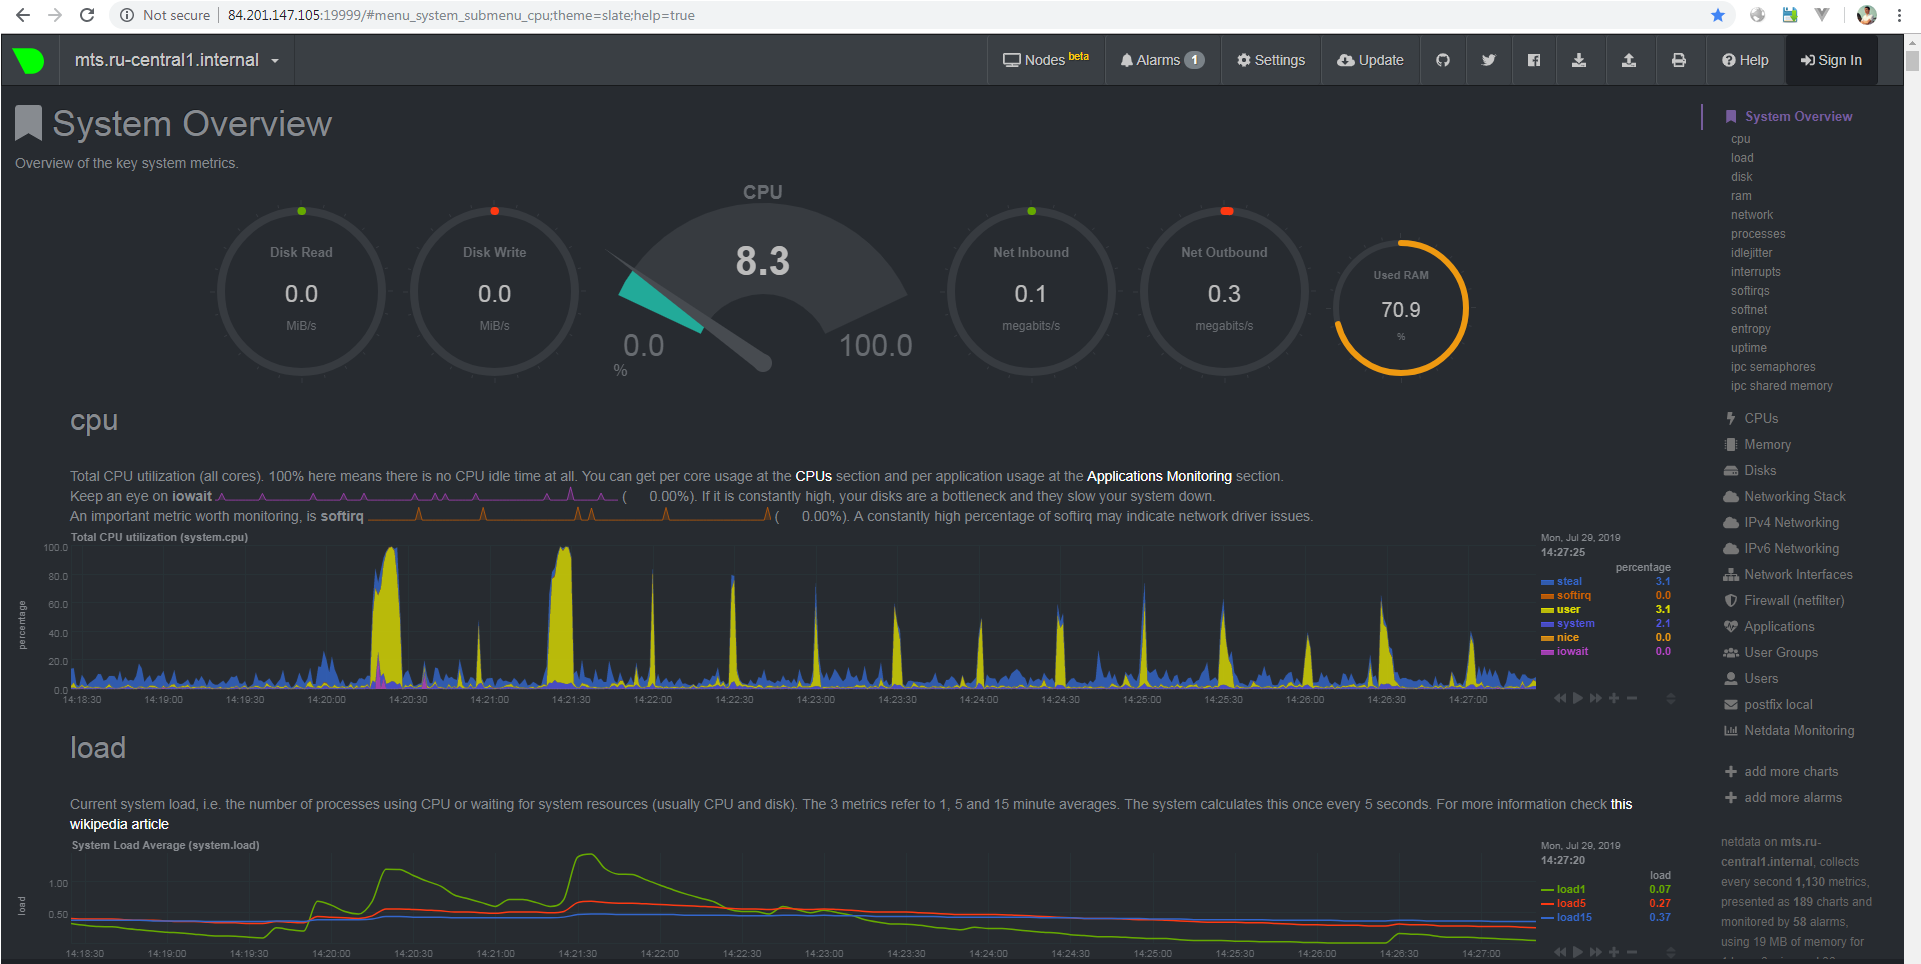 Not secure 84.201.147.105:19999/#menu_system_submenu_cpu;theme=slate;help=true
mts.ru-central1.internal
Nodes beta
Alarms 1
Settings
Update
Help
Sign In
System Overview
Overview of the key system metrics.
Disk Read
0.0
MiB/s
Disk Write
0.0
MiB/s
CPU
8.3
0.0
100.0
%
Net Inbound
0.1
megabits/s
Net Outbound
0.3
megabits/s
Used RAM
70.9
%
cpu
Total CPU utilization (all cores). 100% here means there is no CPU idle time at all. You can get per core usage at the CPUs section and per application usage at the Applications Monitoring section.
Keep an eye on iowait ( 0.00%). If it is constantly high, your disks are a bottleneck and they slow your system down.
An important metric worth monitoring, is softirq ( 0.00%). A constantly high percentage of softirq may indicate network driver issues.
Total CPU utilization (system.cpu)
percentage
100.0
80.0
60.0
40.0
20.0
0.0
14:18:30 14:19:00 14:19:30 14:20:00 14:20:30 14:21:00 14:21:30 14:22:00 14:22:30 14:23:00 14:23:30 14:24:00 14:24:30 14:25:00 14:25:30 14:26:00 14:26:30 14:27:00
Mon, Jul 29, 2019
14:27:25
percentage
steal 3.1
softirq 0.0
user 3.1
system 2.1
nice 0.0
iowait 0.0
load
Current system load, i.e. the number of processes using CPU or waiting for system resources (usually CPU and disk). The 3 metrics refer to 1, 5 and 15 minute averages. The system calculates this once every 5 seconds. For more information check this
wikipedia article
System Load Average (system.load)
load
1.00
0.50
14:18:30 14:19:00 14:19:30 14:20:00 14:20:30 14:21:00 14:21:30 14:22:00 14:22:30 14:23:00 14:23:30 14:24:00 14:24:30 14:25:00 14:25:30 14:26:00 14:26:30 14:27:00
Mon, Jul 29, 2019
14:27:20
load
load1 0.07
load5 0.27
load15 0.37
System Overview
cpu
load
disk
ram
network
processes
idlejitter
interrupts
softirqs
softnet
entropy
uptime
ipc semaphores
ipc shared memory
CPUs
Memory
Disks
Networking Stack
IPv4 Networking
IPv6 Networking
Network Interfaces
Firewall (netfilter)
Applications
User Groups
Users
postfix local
Netdata Monitoring
add more charts
add more alarms
netdata on mts.ru-
central1.internal, collects
every second 1,130 metrics,
presented as 189 charts and
monitored by 58 alarms,
using 19 MB of memory for